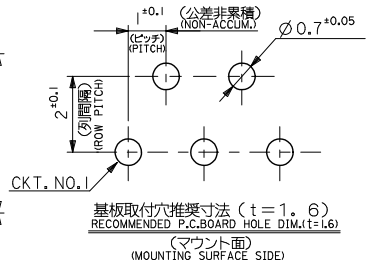 1±0.1
(公差非累積)
(NON-ACCUM.)
(ピッチ)
(PITCH)
Ø0.7±0.05
2±0.1
(列間隔)
(ROW PITCH)
CKT. NO.1
基板取付穴推奨寸法 (t=1. 6)
RECOMMENDED P.C.BOARD HOLE DIM.(t=1.6)
(マウント面)
(MOUNTING SURFACE SIDE)